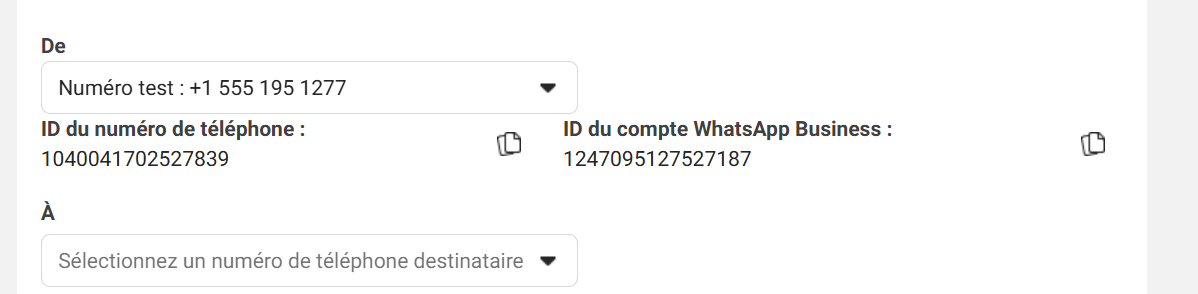 De
Numéro test : +1 555 195 1277
ID du numéro de téléphone :
1040041702527839
ID du compte WhatsApp Business :
1247095127527187
À
Sélectionnez un numéro de téléphone destinataire